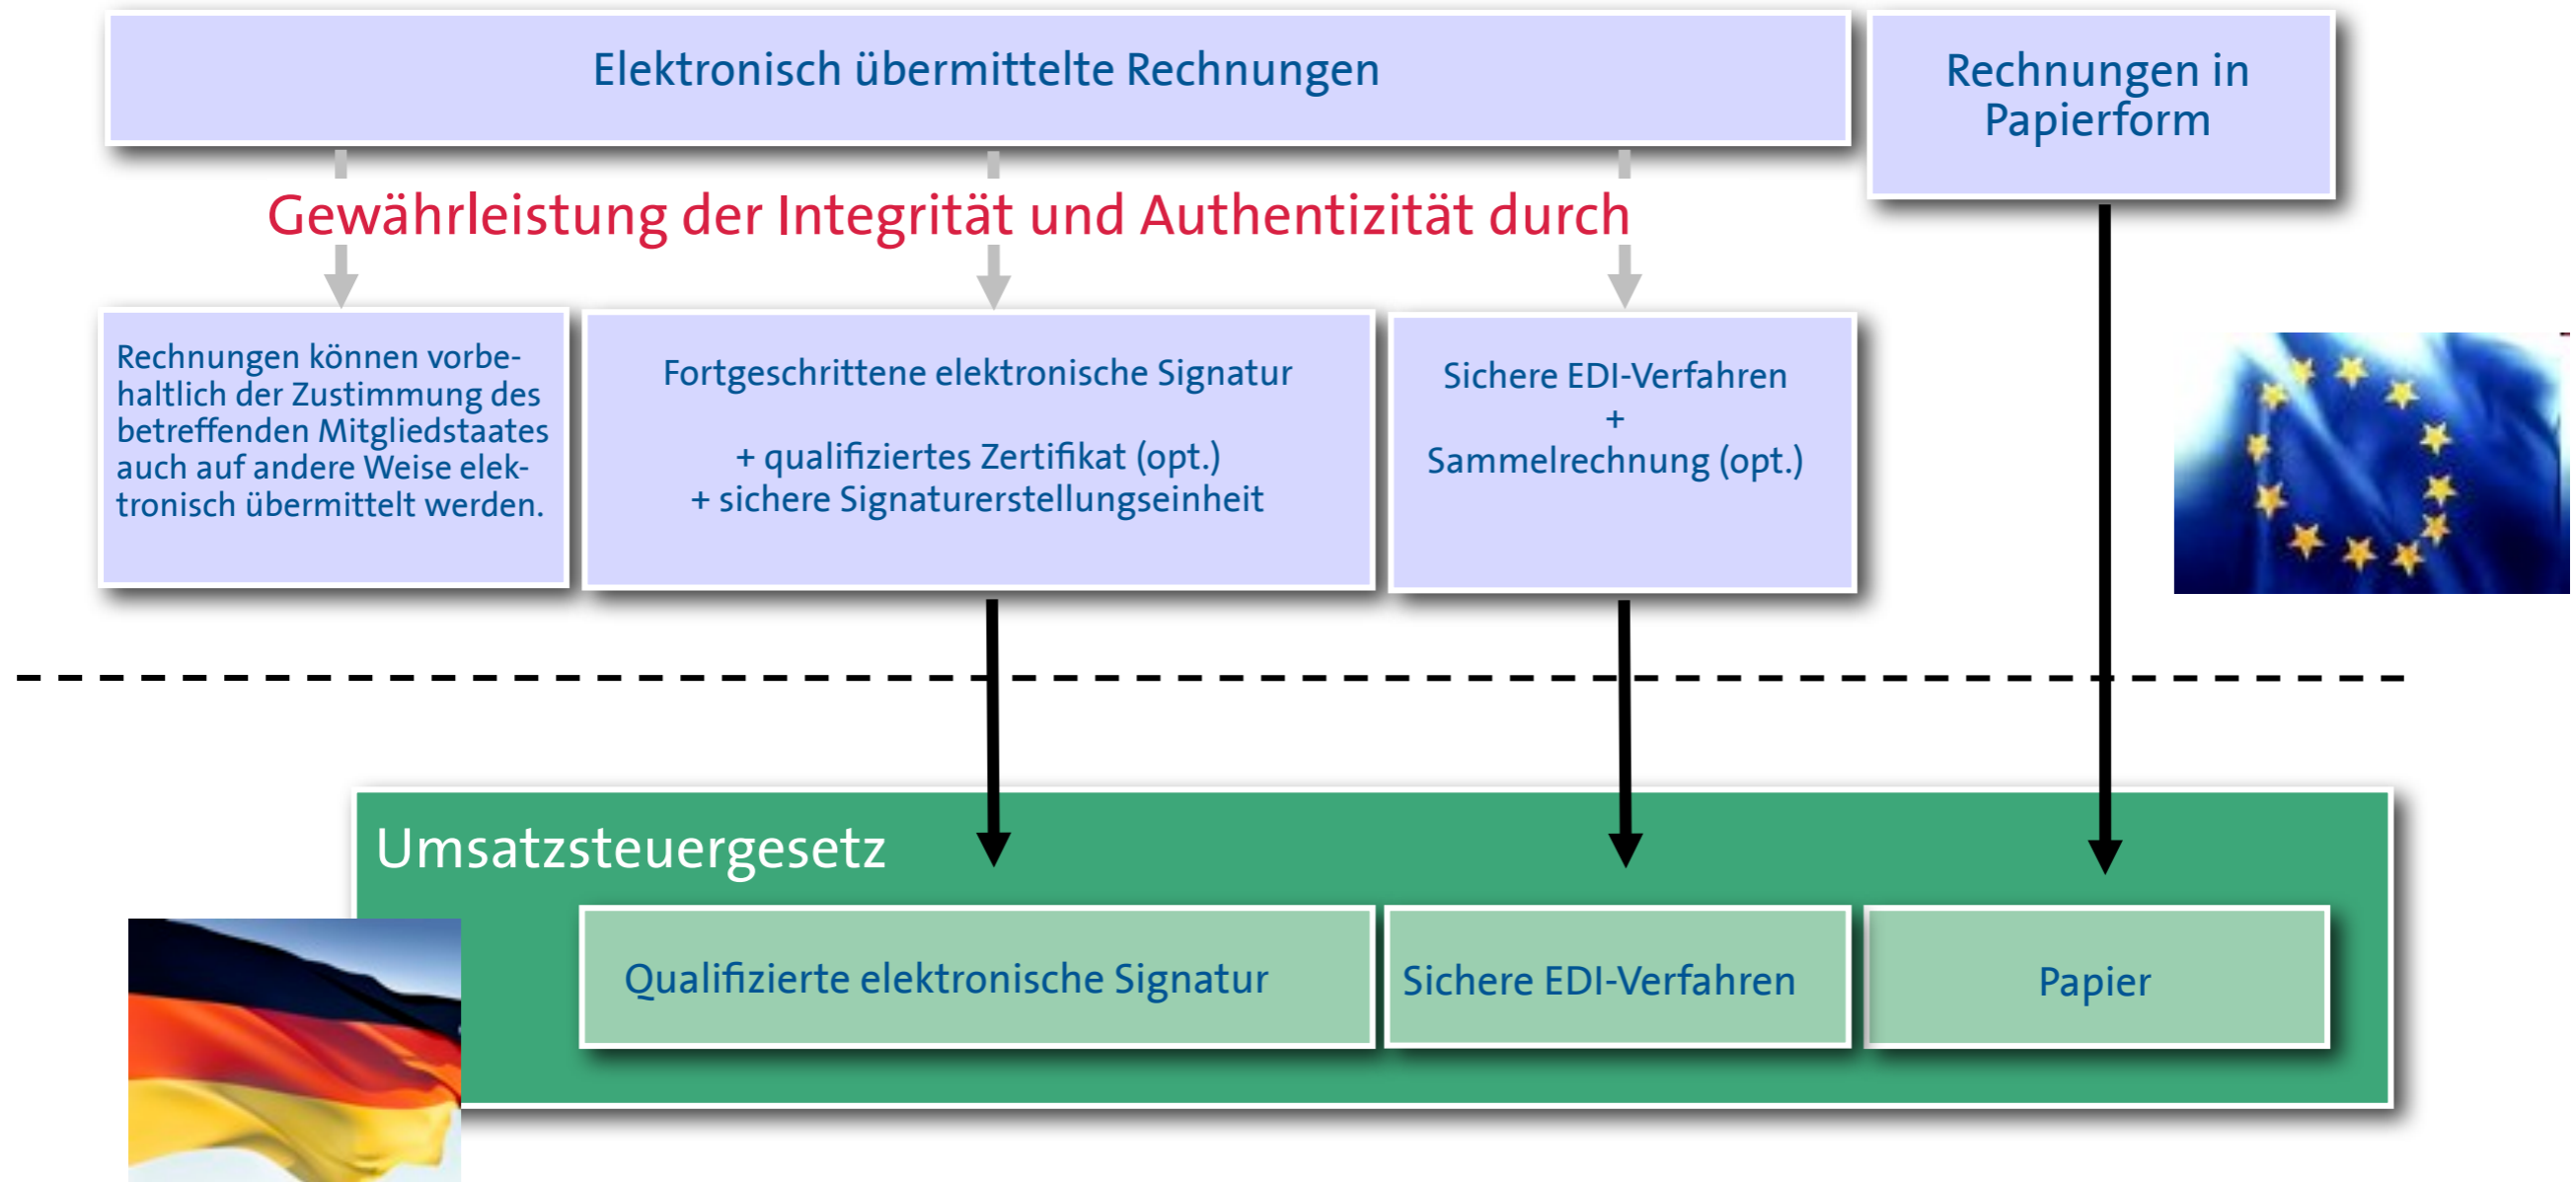 Elektronisch übermittelte Rechnungen
Rechnungen in
Papierform
Gewährleistung der Integrität und Authentizität durch
Rechnungen können vorbe-
haltlich der Zustimmung des
betreffenden Mitgliedstaates
auch auf andere Weise elek-
tronisch übermittelt werden.
Fortgeschrittene elektronische Signatur
+ qualifiziertes Zertifikat (opt.)
+ sichere Signaturerstellungseinheit
Sichere EDI-Verfahren
+
Sammelrechnung (opt.)
Umsatzsteuergesetz
Qualifizierte elektronische Signatur
Sichere EDI-Verfahren
Papier